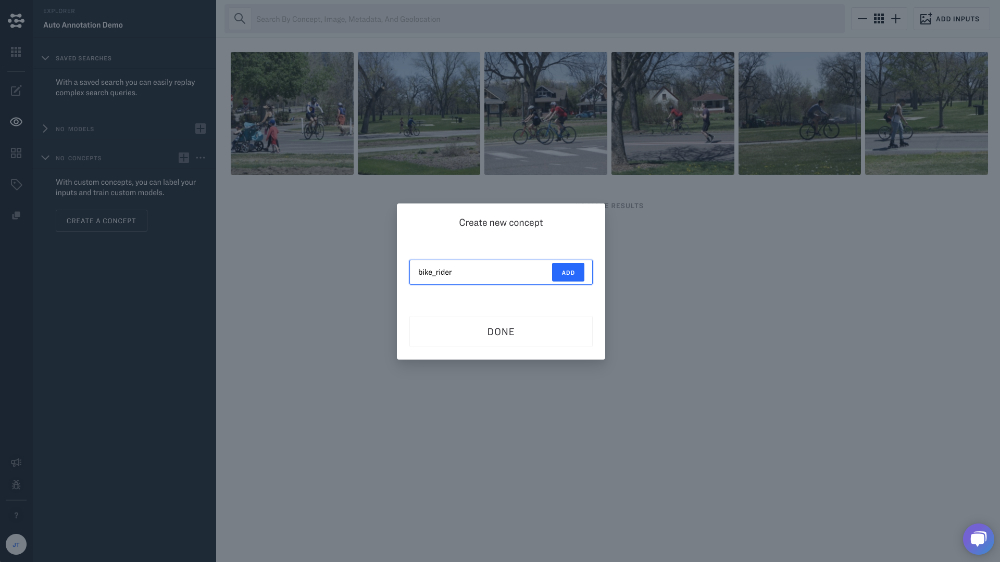 EXPLORER
Auto Annotation Demo
SAVED SEARCHES
With a saved search you can easily replay
complex search queries.
NO MODELS
NO CONCEPTS
With custom concepts, you can label your
inputs and train custom models.
CREATE A CONCEPT
Search By Concept, Image, Metadata And Geolocation
ADD INPUTS
RESULTS
Create new concept
bike_rider
ADD
DONE
?
JT